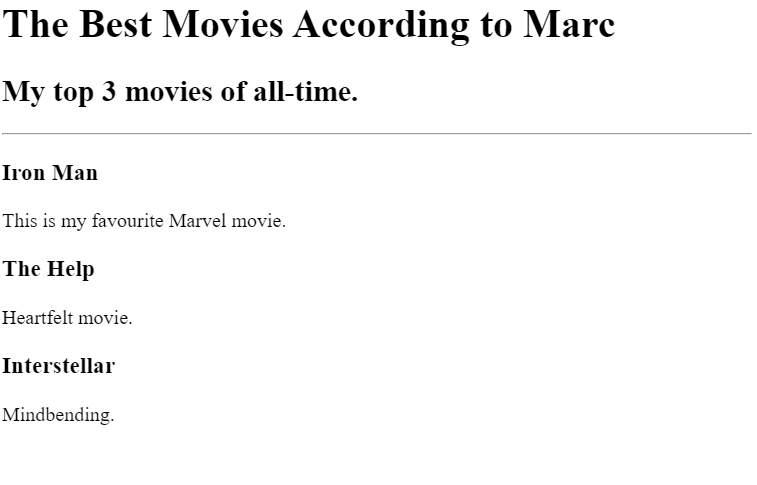 The Best Movies According to Marc
My top 3 movies of all-time.
Iron Man
This is my favourite Marvel movie.
The Help
Heartfelt movie.
Interstellar
Mindbending.